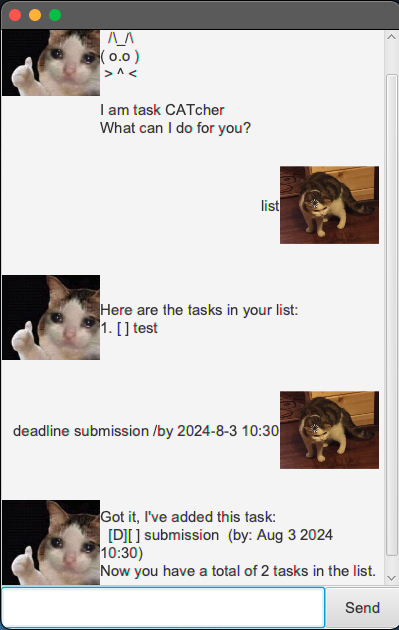 /\_/\
( o.o )
> ^ <
I am task CATcher
What can I do for you?
list
Here are the tasks in your list:
1. [ ] test
deadline submission /by 2024-8-3 10:30
Got it, I've added this task:
[D][ ] submission  (by: Aug 3 2024
10:30)
Now you have a total of 2 tasks in the list.
Send